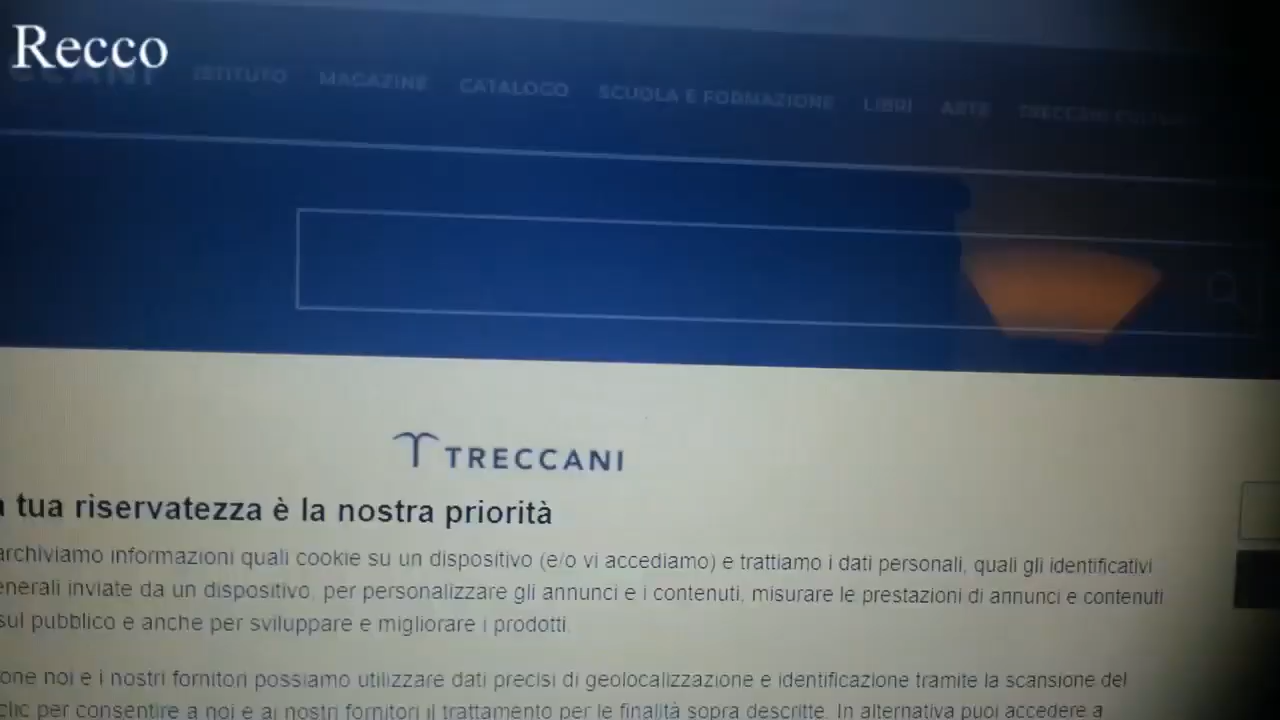 Recco
ISTITUTO MAGAZINE CATALOGO SCUOLA E FORMAZIONE LIBRI ARTE TRECCANI
TRECCANI
tua riservatezza è la nostra priorità
archiviamo informazioni quali cookie su un dispositivo (e/o vi accediamo) e trattiamo i dati personali, quali gli identificativi
enerali inviate da un dispositivo, per personalizzare gli annunci e i contenuti, misurare le prestazioni di annunci e contenuti
sul pubblico e anche per sviluppare e migliorare i prodotti.
one noi e i nostri fornitori possiamo utilizzare dati precisi di geolocalizzazione e identificazione tramite la scansione del
clic per consentire a noi e ai nostri fornitori il trattamento per le finalità sopra descritte. In alternativa puoi accedere a